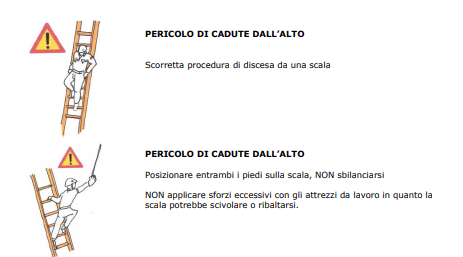 PERICOLO DI CADUTE DALL’ALTO
Scorretta procedura di discesa da una scala
PERICOLO DI CADUTE DALL’ALTO
Posizionare entrambi i piedi sulla scala, NON sbilanciarsi
NON applicare sforzi eccessivi con gli attrezzi da lavoro in quanto la
scala potrebbe scivolare o ribaltarsi.